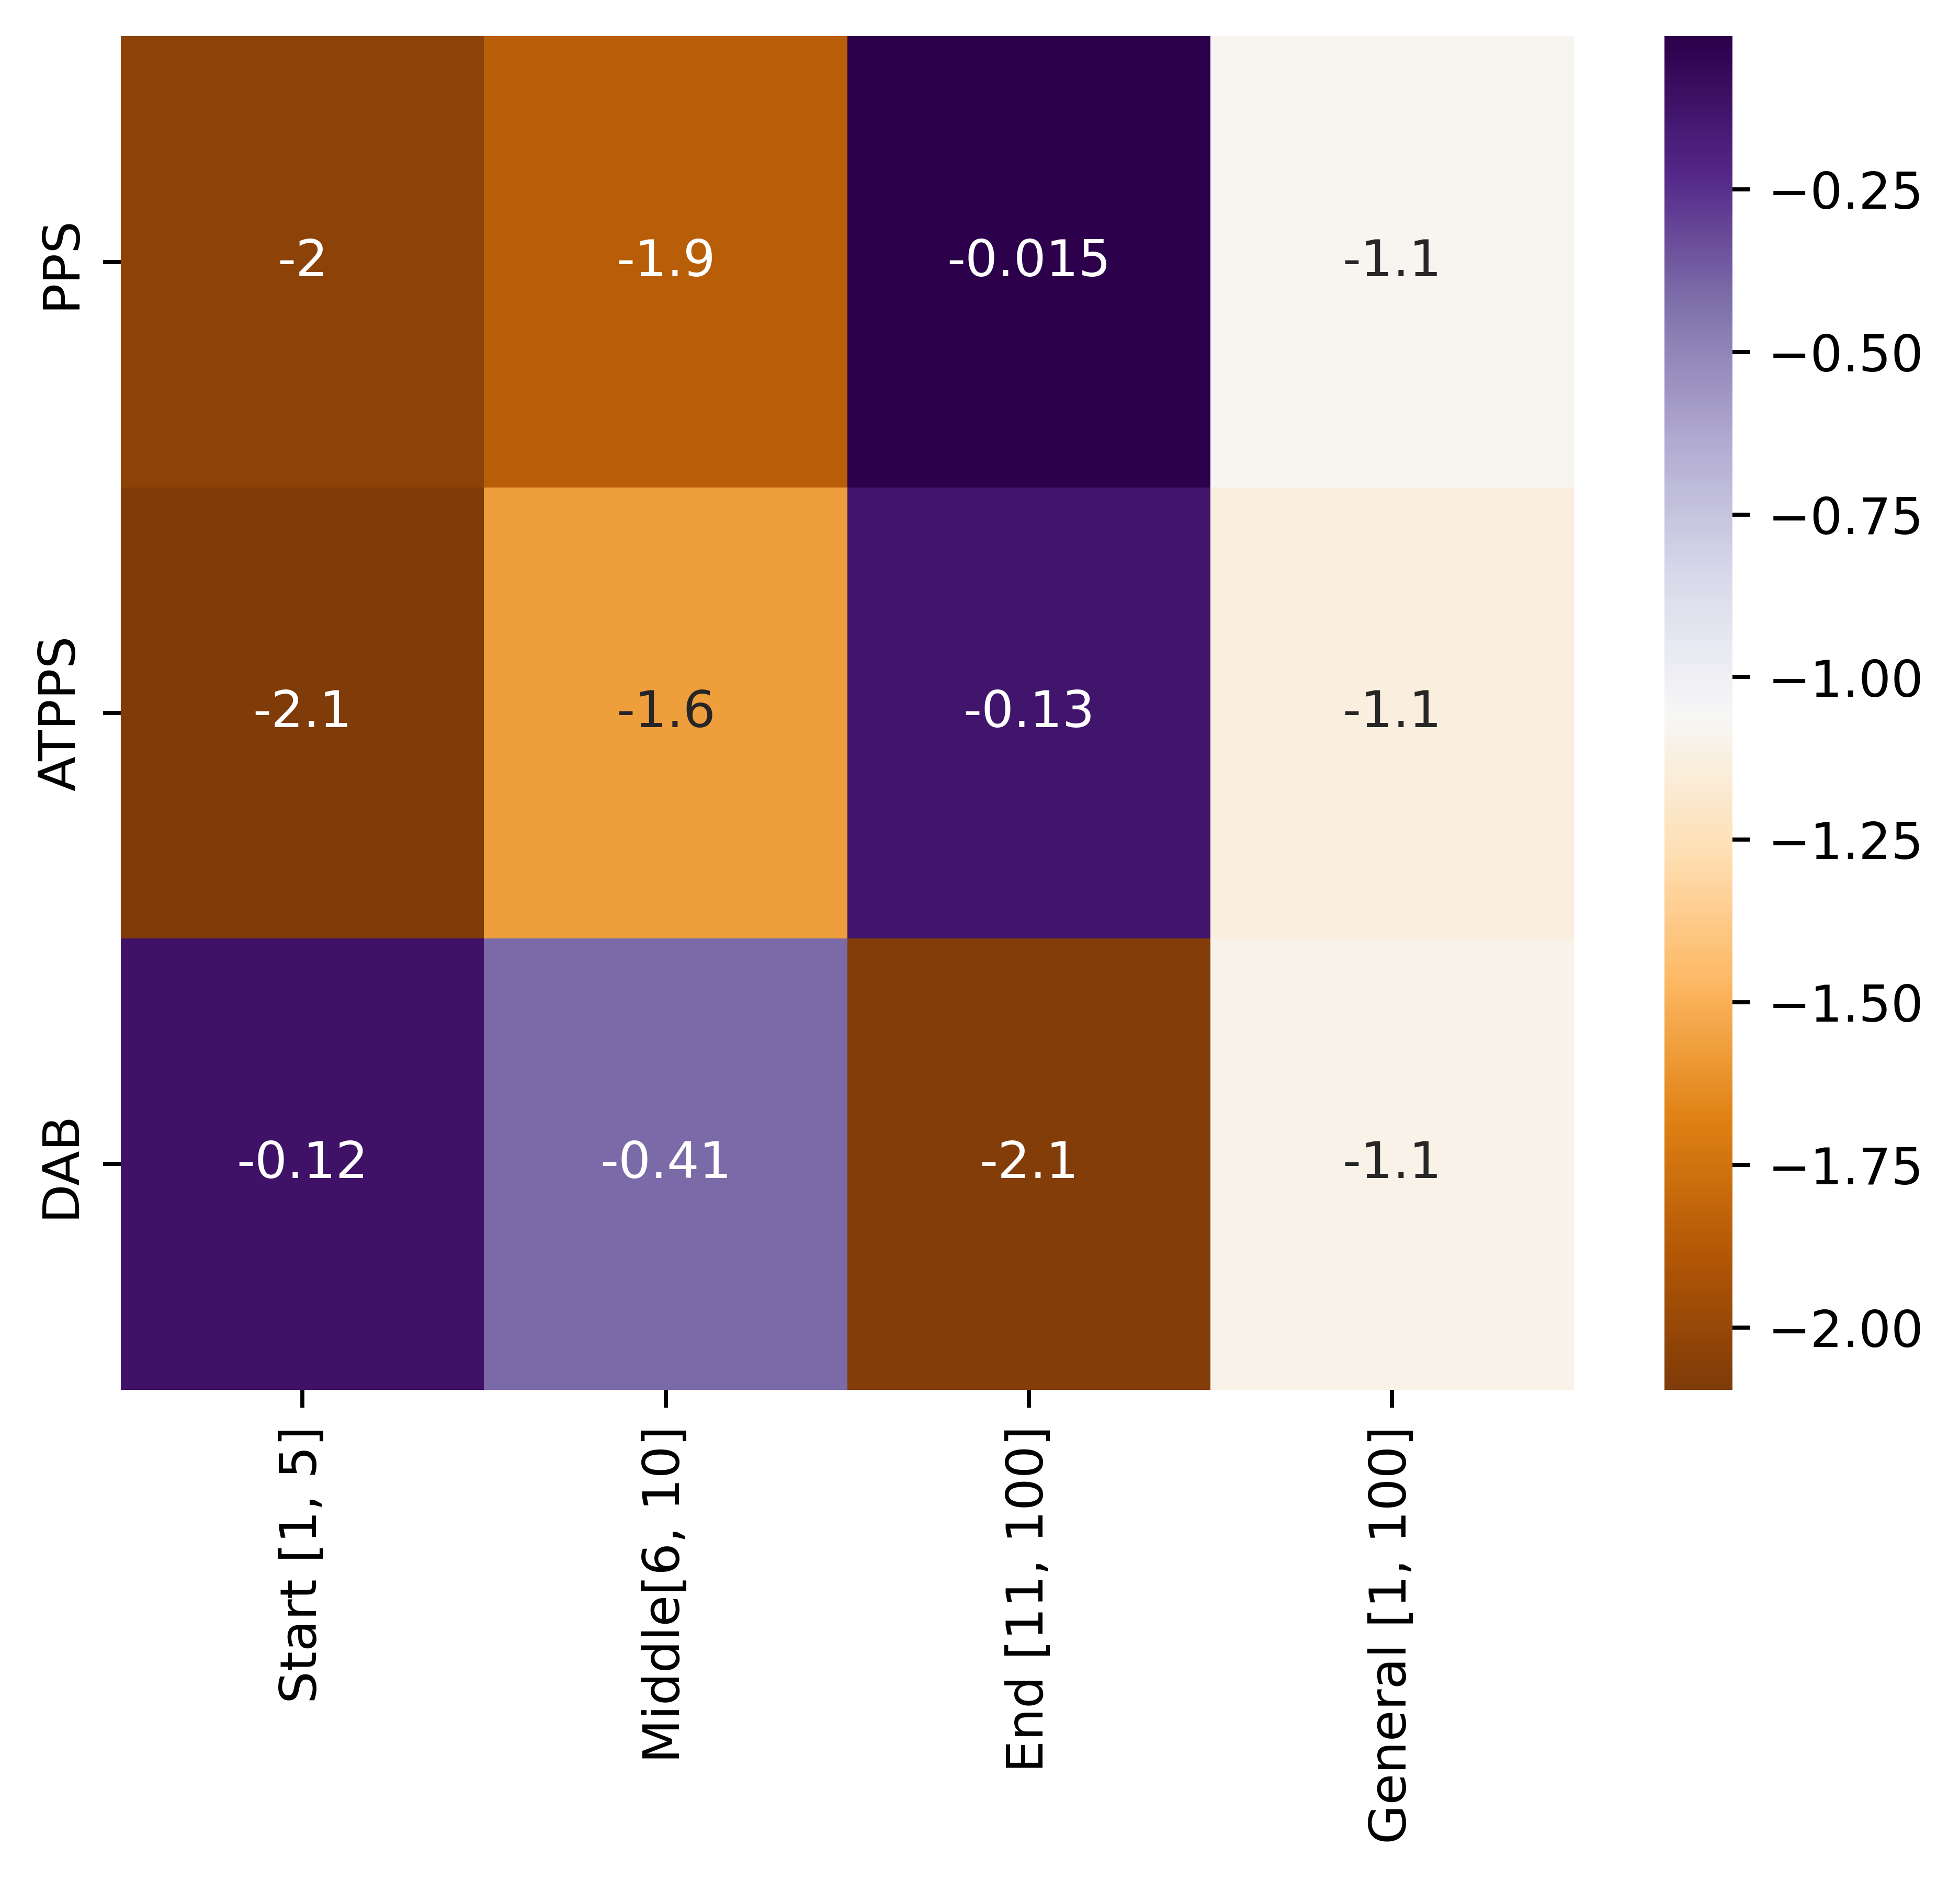 PPS
-2
-1.9
-0.015
-1.1
ATPPS
-2.1
-1.6
-0.13
-1.1
DAB
-0.12
-0.41
-2.1
-1.1
Start [1, 5]
Middle[6, 10]
End [11, 100]
General [1, 100]
−0.25
−0.50
−0.75
−1.00
−1.25
−1.50
−1.75
−2.00